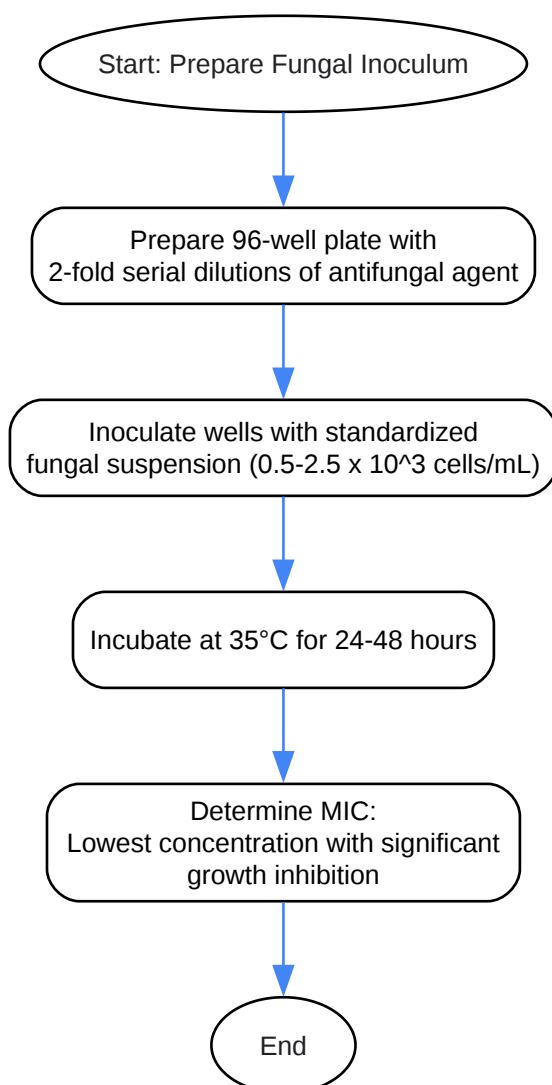 Start: Prepare Fungal Inoculum
Prepare 96-well plate with
2-fold serial dilutions of antifungal agent
Inoculate wells with standardized
fungal suspension (0.5-2.5 x 10^3 cells/mL)
Incubate at 35°C for 24-48 hours
Determine MIC:
Lowest concentration with significant
growth inhibition
End